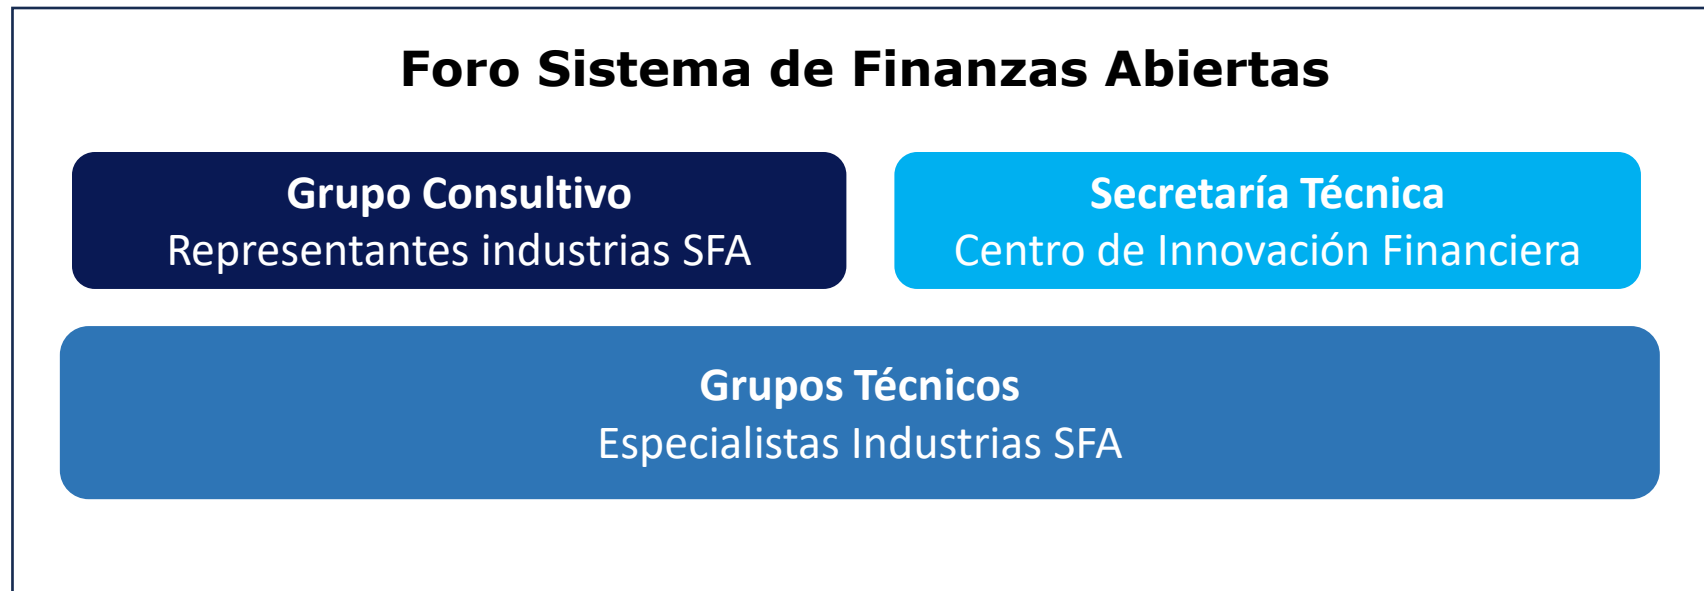 Foro Sistema de Finanzas Abiertas
Grupo Consultivo
Representantes industrias SFA
Secretaría Técnica
Centro de Innovación Financiera
Grupos Técnicos
Especialistas Industrias SFA